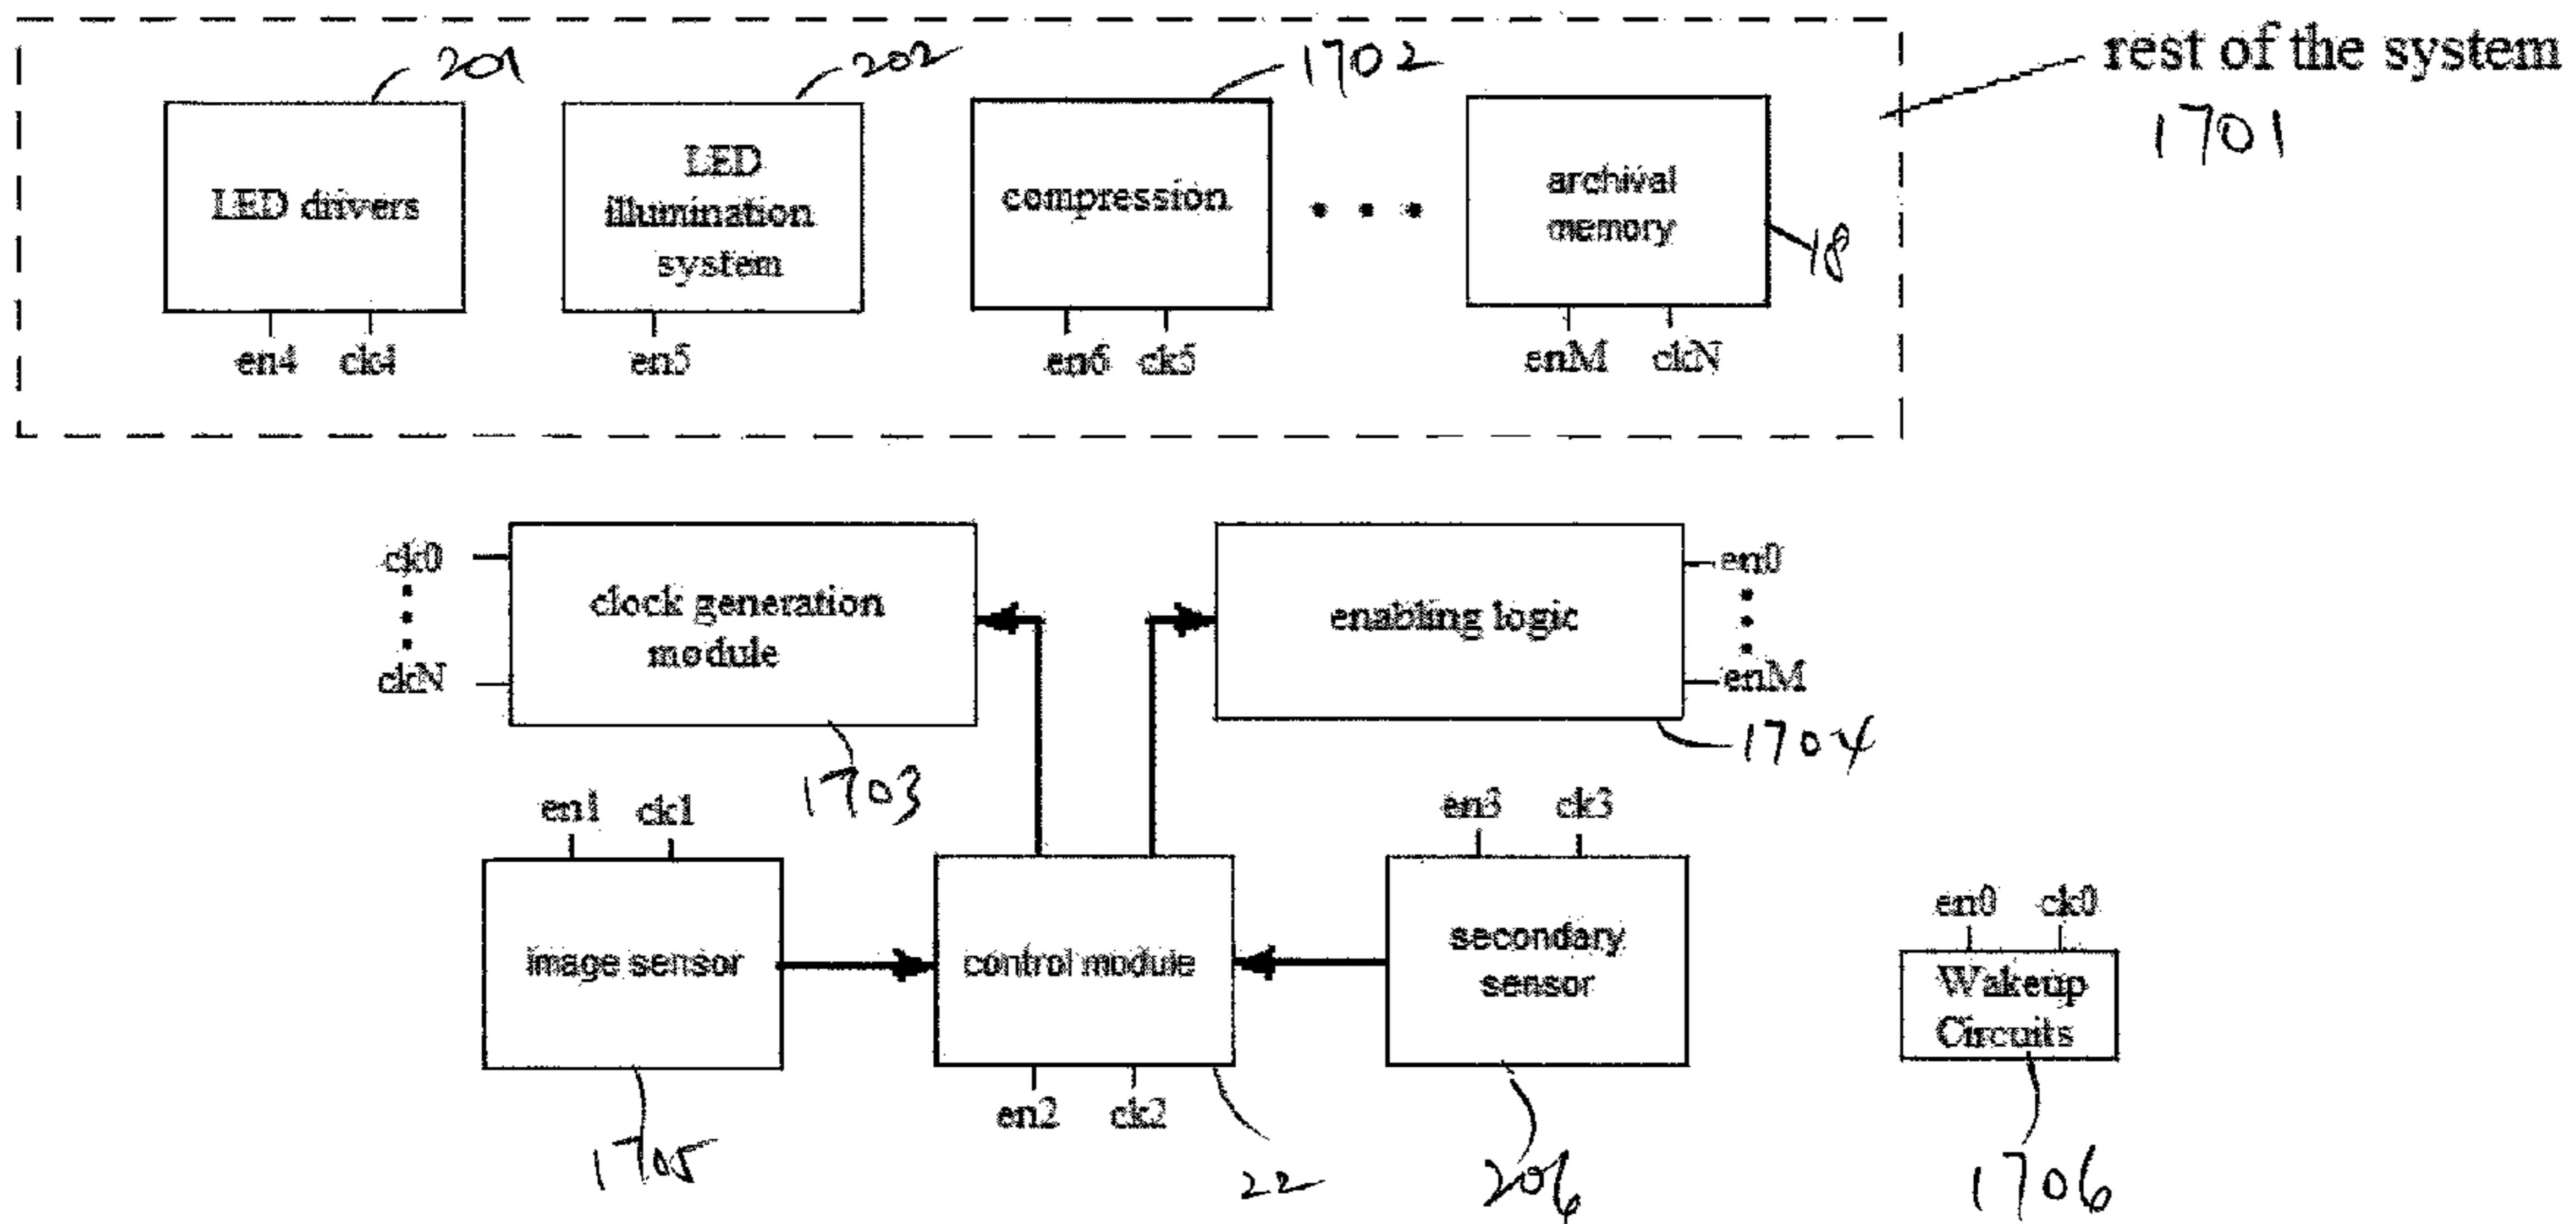 201
202
1702
rest of the system
1701
LED drivers
LED
illumination
system
compression
archival
memory
18
en4 ck4
en5
en6 ck5
enM ckN
ck0
ckN
clock generation
module
enabling logic
en0
enM
1703
1704
en1 ck1
en3 ck3
image sensor
control module
secondary
sensor
en0 ck0
Wakeup
Circuits
en2 ck2
1705
22
206
1706